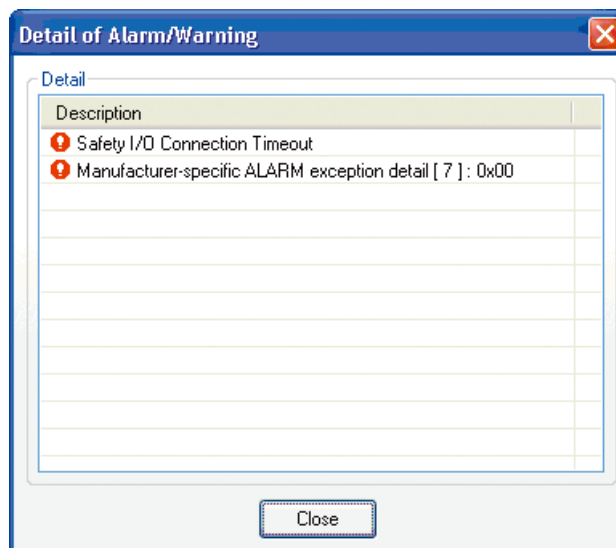 Detail of Alarm/Warning
Detail
Description
Safety I/O Connection Timeout
Manufacturer-specific ALARM exception detail [ 7 ] : 0x00
Close